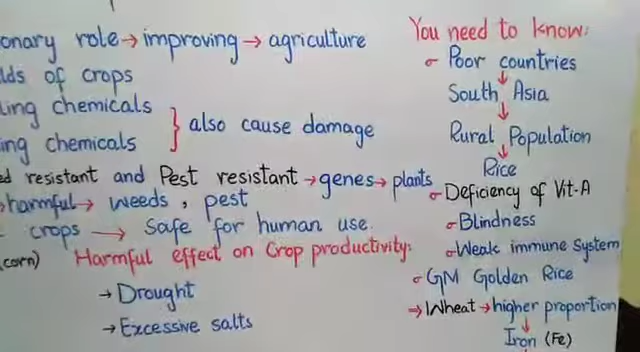 onary role → improving → agriculture
lds of crops
ling chemicals
ing chemicals } also cause damage
ed resistant and Pest resistant → genes → plants
harmful → weeds, pest
crops → Safe for human use.
(corn) Harmful effect on Crop productivity:
→ Drought
→ Excessive salts
You need to know:
Poor countries
↓
South Asia
↓
Rural Population
↓
Rice
Deficiency of Vit-A
Blindness
Weak immune System
GM Golden Rice
⇒ Wheat → higher proportion
↓
Iron (Fe)